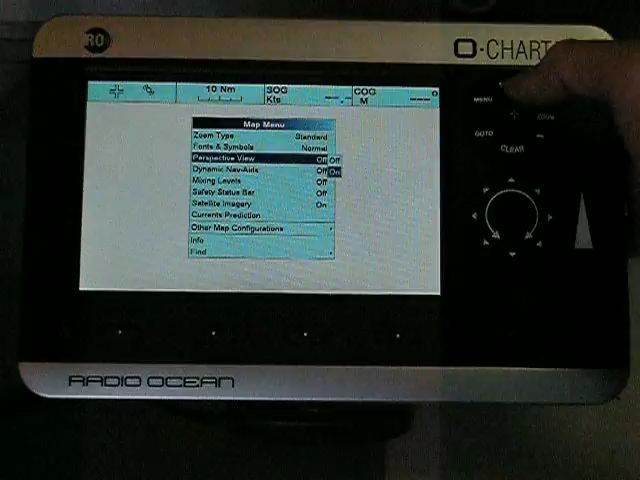 RO
O-CHART
10 Nm
SOG
Kts
--.-
COG
M
---
Map Menu
Zoom Type Standard
Fonts & Symbols Normal
Perspective View Off Off
Dynamic Nav-Aids Off On
Mixing Levels Off
Safety Status Bar Off
Satellite Imagery On
Currents Prediction
Other Map Configurations
Info
Find
MENU
ZOOM
GOTO
CLEAR
RADIO OCEAN